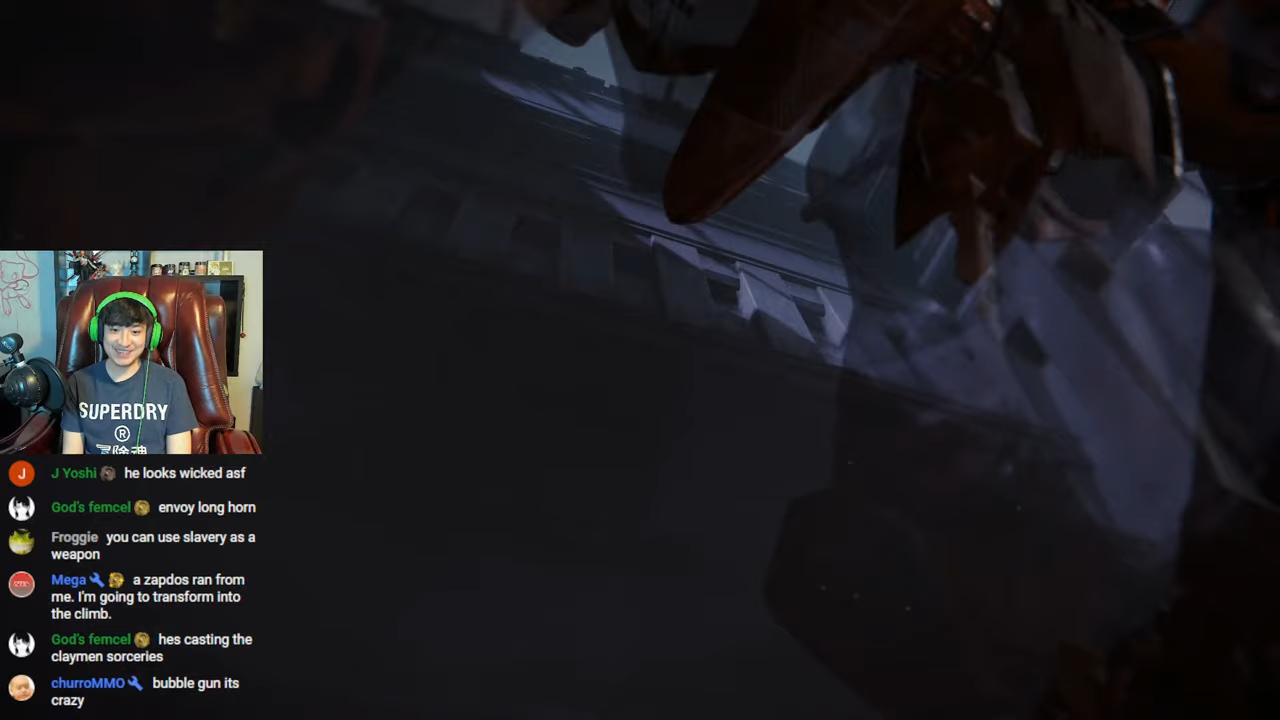 SUPERDRY
®
J Yoshi he looks wicked asf
God's femcel envoy long horn
Froggie you can use slavery as a
weapon
Mega a zapdos ran from
me. I'm going to transform into
the climb.
God's femcel hes casting the
claymen sorceries
churroMMO bubble gun its
crazy
J